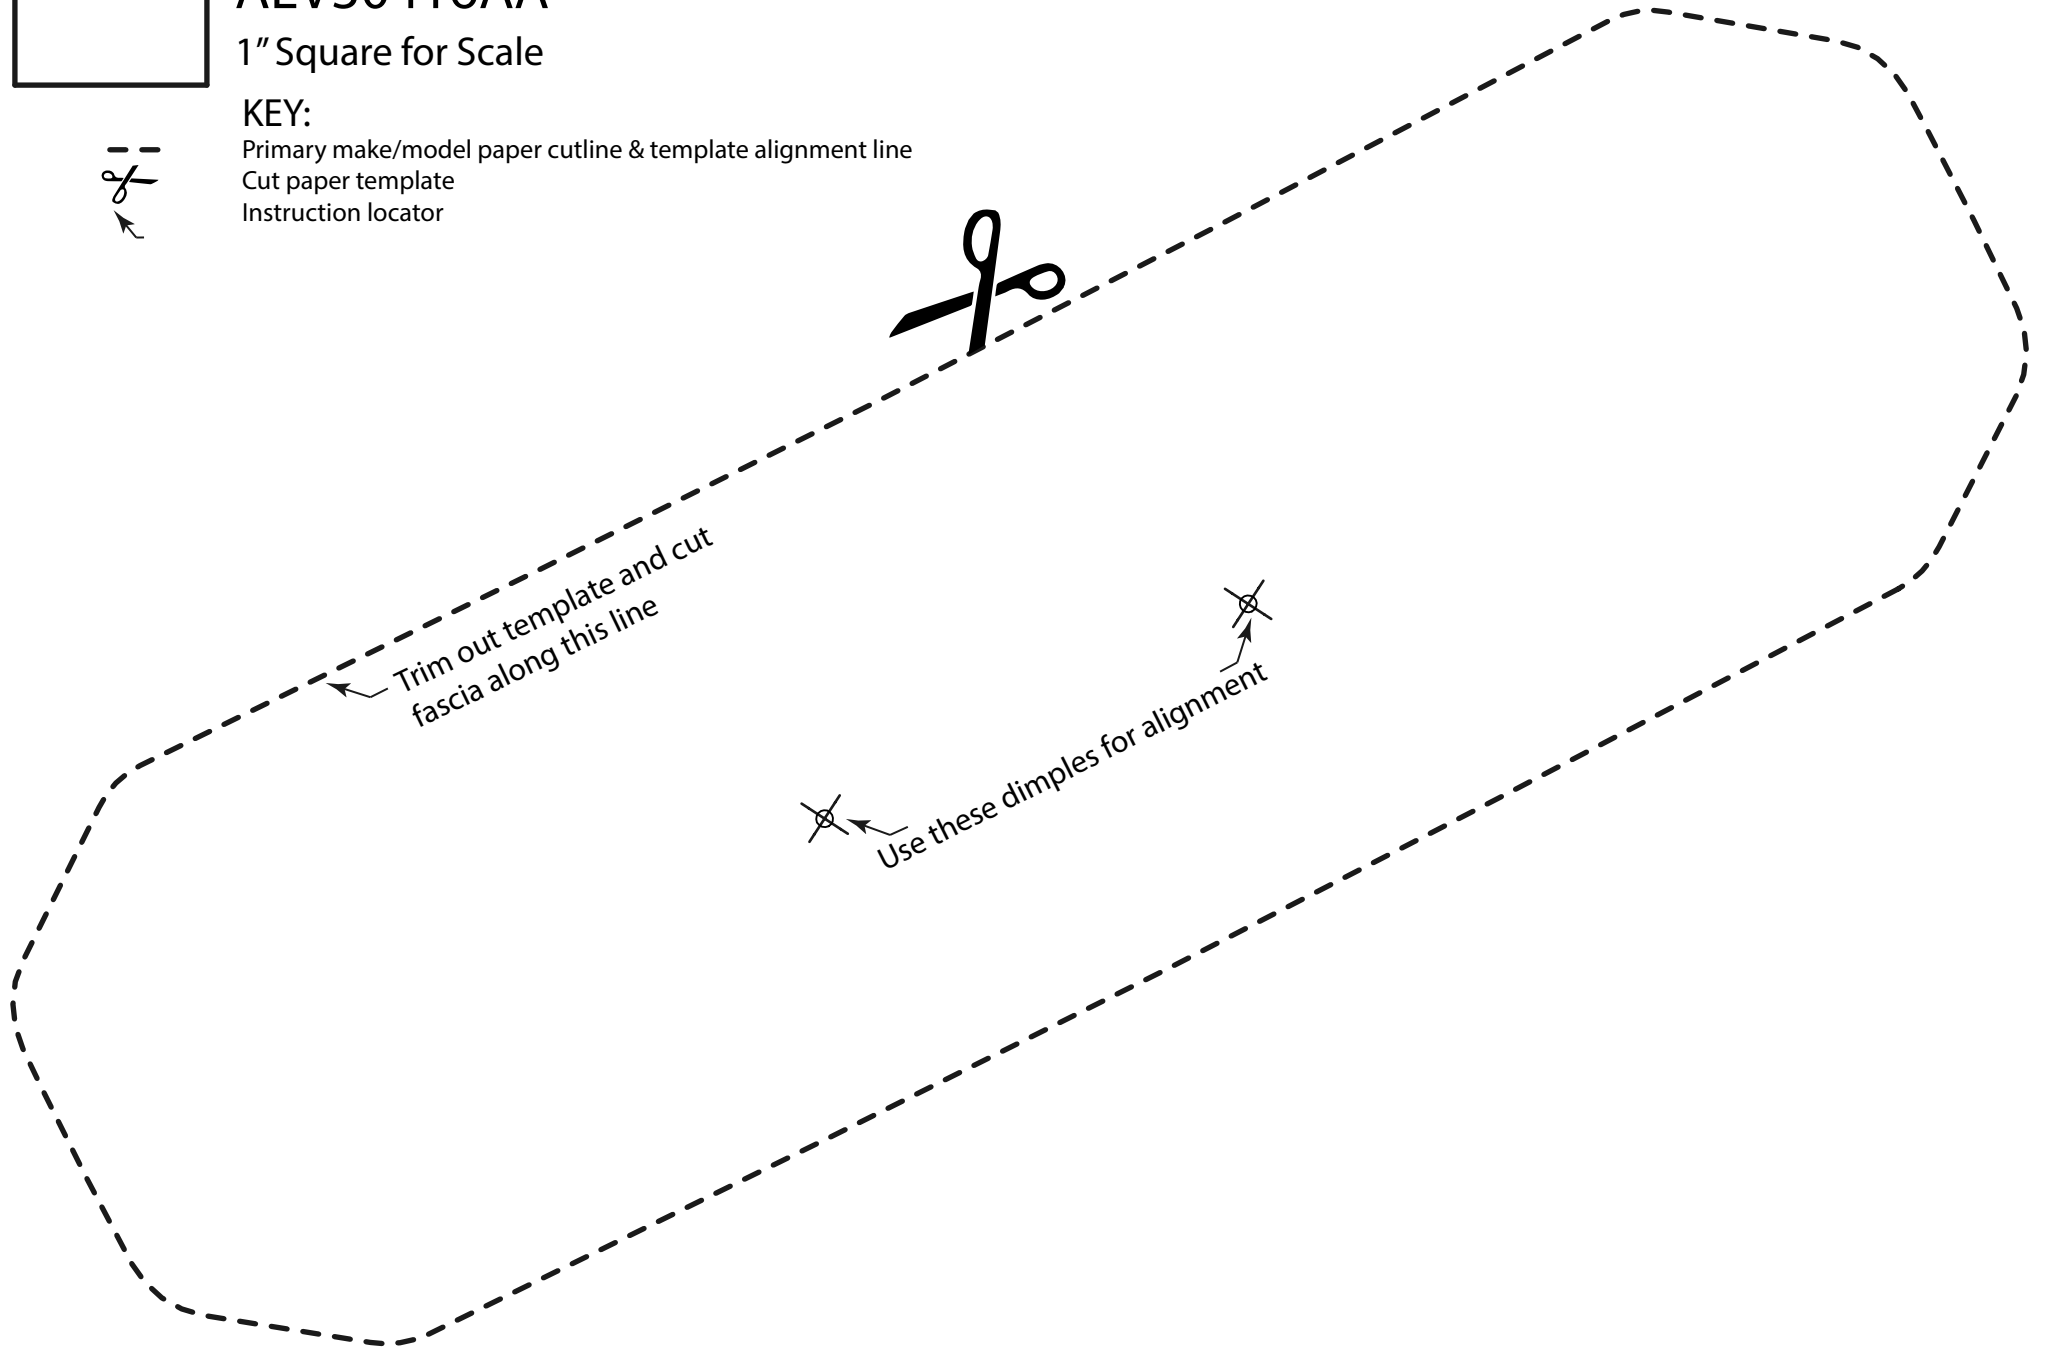 1” Square for Scale
KEY:
Primary make/model paper cutline & template alignment line
Cut paper template
Instruction locator
Trim out template and cut
fascia along this line
Use these dimples for alignment